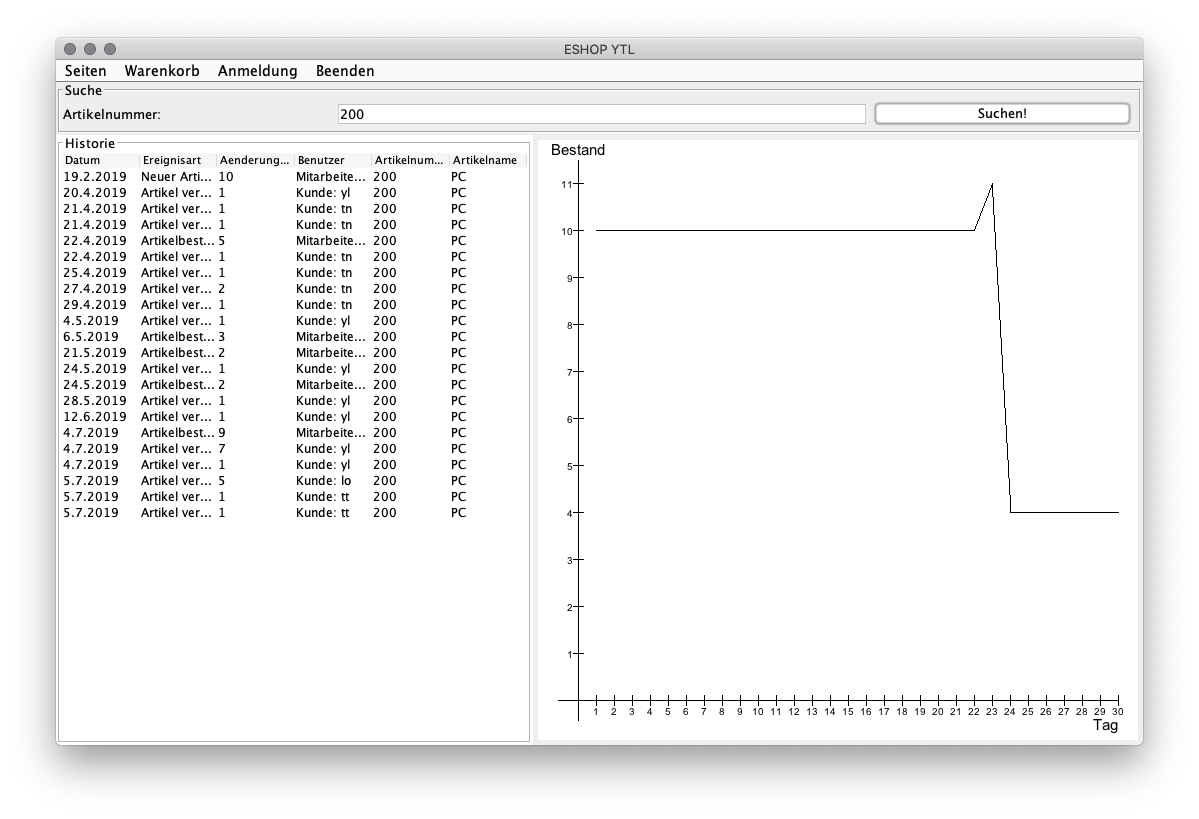 ESHOP YTL
Seiten Warenkorb Anmeldung Beenden
Suche
Artikelnummer: 200 Suchen!
Historie
Datum Ereignisart Aenderung... Benutzer Artikelnum... Artikelname
19.2.2019 Neuer Arti... 10 Mitarbeite... 200 PC
20.4.2019 Artikel ver... 1 Kunde: yl 200 PC
21.4.2019 Artikel ver... 1 Kunde: tn 200 PC
21.4.2019 Artikel ver... 1 Kunde: tn 200 PC
22.4.2019 Artikelbest... 5 Mitarbeite... 200 PC
22.4.2019 Artikel ver... 1 Kunde: tn 200 PC
25.4.2019 Artikel ver... 1 Kunde: tn 200 PC
27.4.2019 Artikel ver... 2 Kunde: tn 200 PC
29.4.2019 Artikel ver... 1 Kunde: tn 200 PC
4.5.2019 Artikel ver... 1 Kunde: yl 200 PC
6.5.2019 Artikelbest... 3 Mitarbeite... 200 PC
21.5.2019 Artikelbest... 2 Mitarbeite... 200 PC
24.5.2019 Artikel ver... 1 Kunde: yl 200 PC
24.5.2019 Artikelbest... 2 Mitarbeite... 200 PC
28.5.2019 Artikel ver... 1 Kunde: yl 200 PC
12.6.2019 Artikel ver... 1 Kunde: yl 200 PC
4.7.2019 Artikelbest... 9 Mitarbeite... 200 PC
4.7.2019 Artikel ver... 7 Kunde: yl 200 PC
4.7.2019 Artikel ver... 1 Kunde: yl 200 PC
5.7.2019 Artikel ver... 5 Kunde: lo 200 PC
5.7.2019 Artikel ver... 1 Kunde: tt 200 PC
5.7.2019 Artikel ver... 1 Kunde: tt 200 PC
Bestand
11
10
9
8
7
6
5
4
3
2
1
1 2 3 4 5 6 7 8 9 10 11 12 13 14 15 16 17 18 19 20 21 22 23 24 25 26 27 28 29 30
Tag